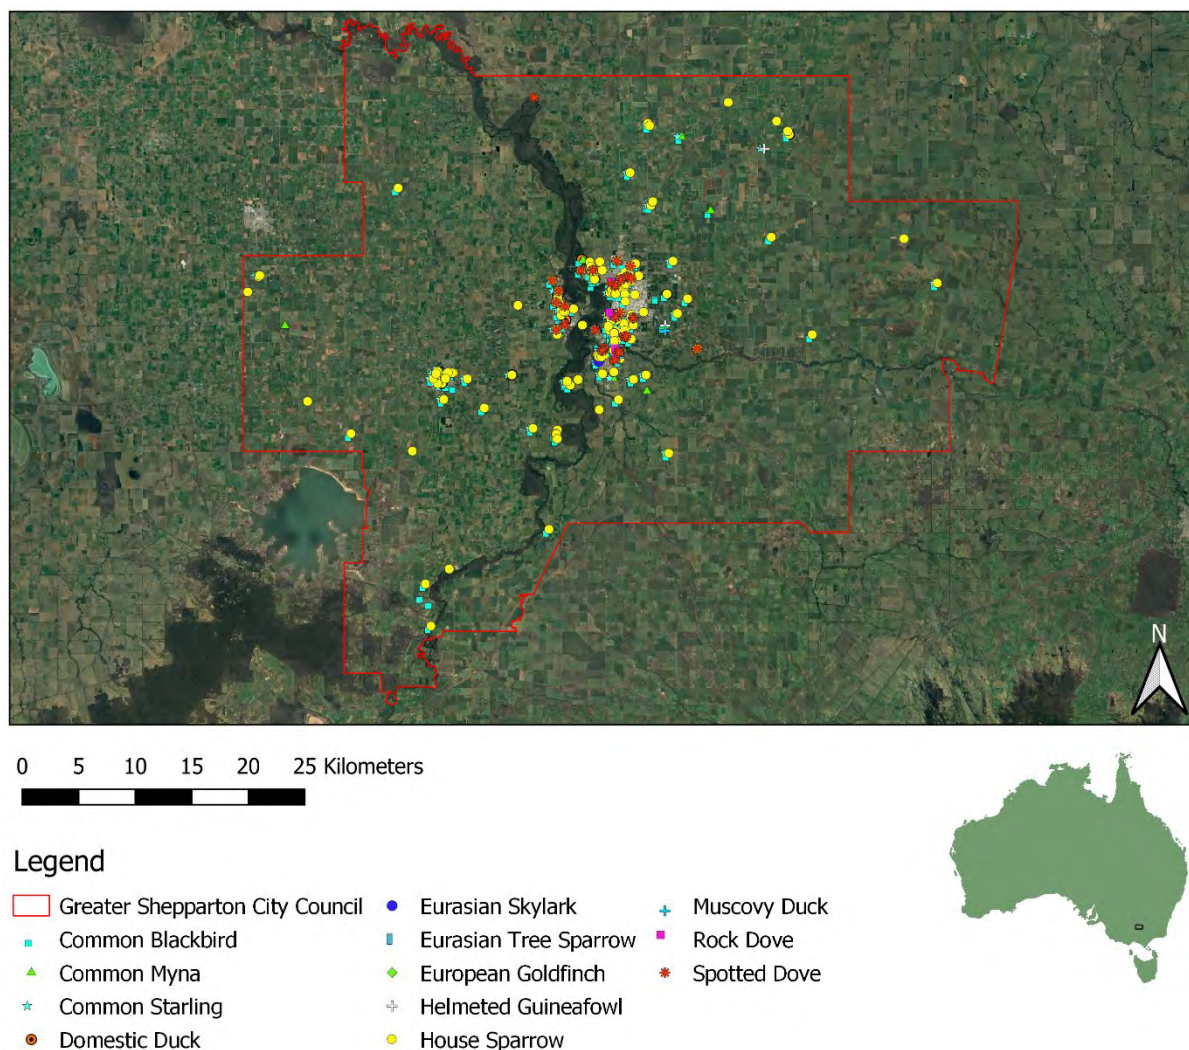 N
0 5 10 15 20 25 Kilometers
Legend
Greater Shepparton City Council
Common Blackbird
Common Myna
Common Starling
Domestic Duck
Eurasian Skylark
Eurasian Tree Sparrow
European Goldfinch
Helmeted Guineafowl
House Sparrow
Muscovy Duck
Rock Dove
Spotted Dove